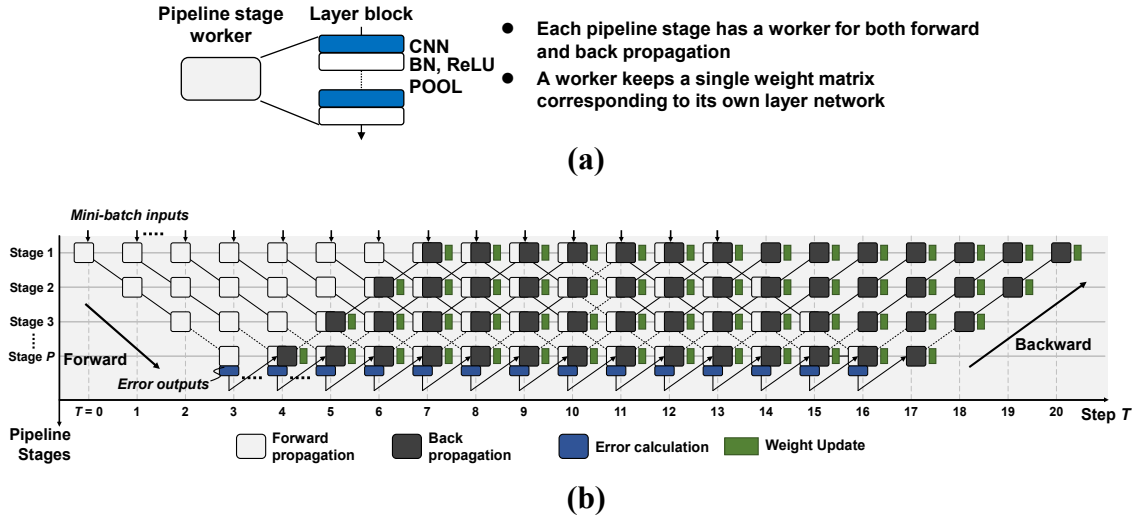 Pipeline stage
worker
Layer block
CNN
BN, ReLU
POOL
● Each pipeline stage has a worker for both forward
and back propagation
● A worker keeps a single weight matrix
corresponding to its own layer network
(a)
Mini-batch inputs
Stage 1
Stage 2
Stage 3
Stage P
Forward
Backward
Error outputs
T = 0 1 2 3 4 5 6 7 8 9 10 11 12 13 14 15 16 17 18 19 20 Step T
Pipeline
Stages
Forward
propagation
Back
propagation
Error calculation
Weight Update
(b)